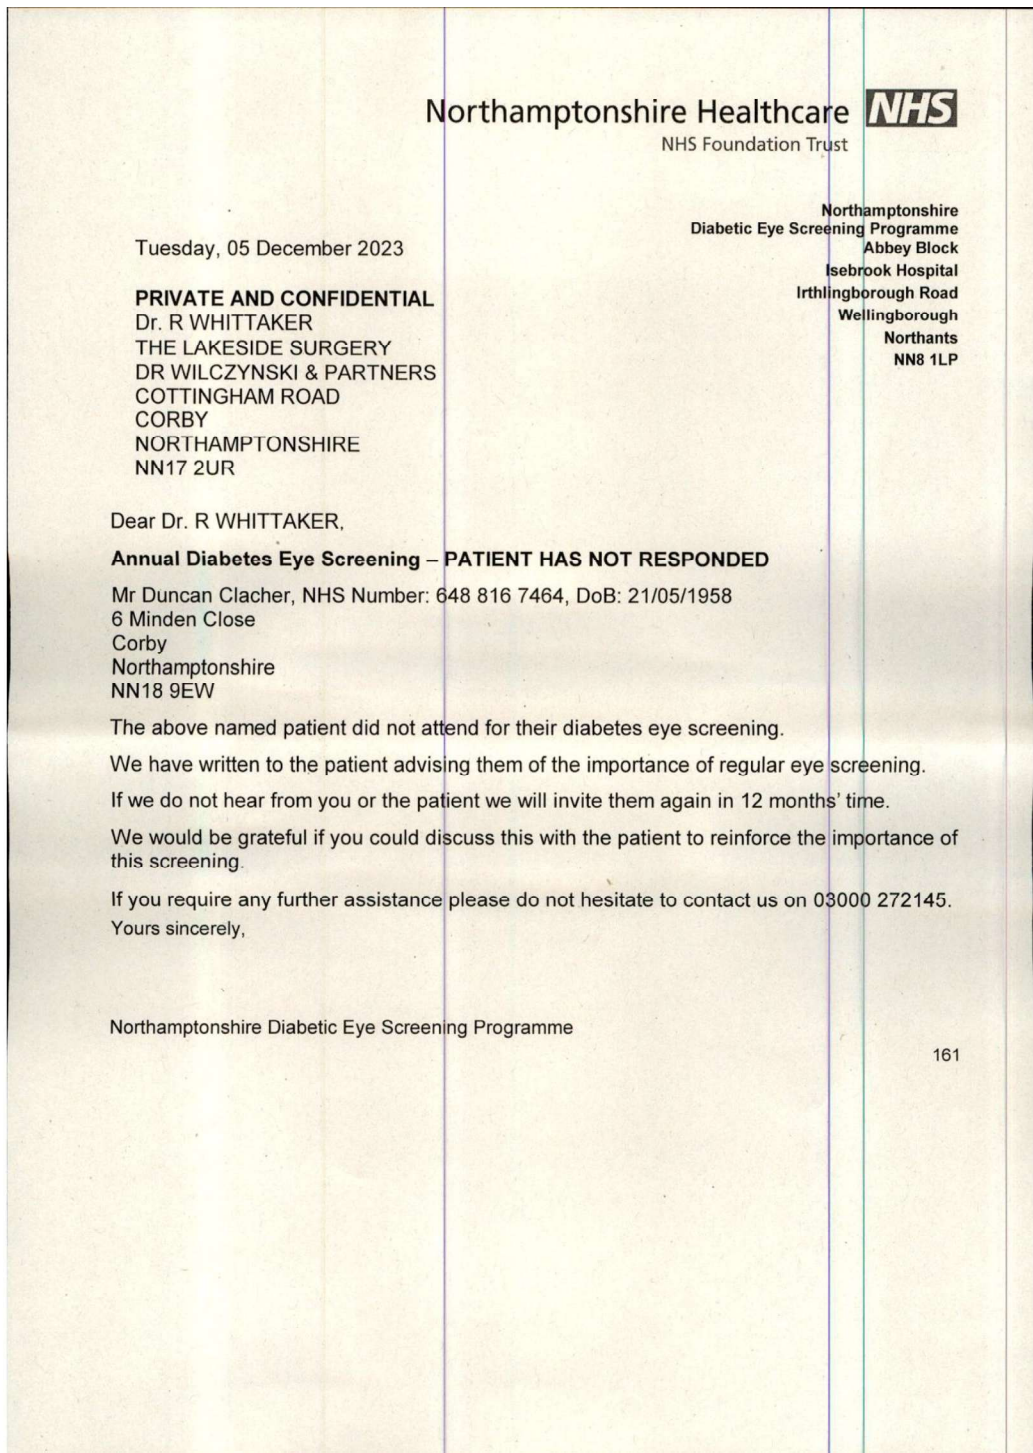 Northamptonshire Healthcare NHS
NHS Foundation Trust
Northamptonshire
Diabetic Eye Screening Programme
Abbey Block
Isebrook Hospital
Irthlingborough Road
Wellingborough
Northants
NN8 1LP
Tuesday, 05 December 2023
PRIVATE AND CONFIDENTIAL
Dr. R WHITTAKER
THE LAKESIDE SURGERY
DR WILCZYNSKI & PARTNERS
COTTINGHAM ROAD
CORBY
NORTHAMPTONSHIRE
NN17 2UR
Dear Dr. R WHITTAKER,
Annual Diabetes Eye Screening – PATIENT HAS NOT RESPONDED
Mr Duncan Clacher, NHS Number: 648 816 7464, DoB: 21/05/1958
6 Minden Close
Corby
Northamptonshire
NN18 9EW
The above named patient did not attend for their diabetes eye screening.
We have written to the patient advising them of the importance of regular eye screening.
If we do not hear from you or the patient we will invite them again in 12 months' time.
We would be grateful if you could discuss this with the patient to reinforce the importance of
this screening.
If you require any further assistance please do not hesitate to contact us on 03000 272145.
Yours sincerely,
Northamptonshire Diabetic Eye Screening Programme
161